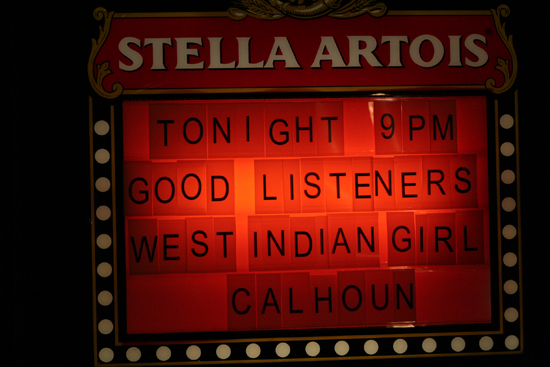 STELLA ARTOIS
TONIGHT 9PM
GOOD LISTENERS
WEST INDIAN GIRL
CALHOUN